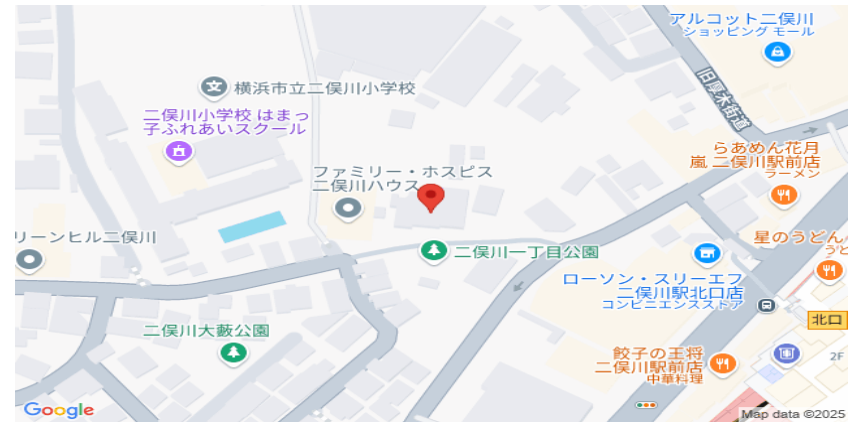 アルコット二俣川
ショッピング モール
旧厚木街道
横浜市立二俣川小学校
二俣川小学校 はまっ
子ふれあいスクール
らあめん花月
嵐 二俣川駅前店
ラーメン
ファミリー・ホスピス
二俣川ハウス
リーンヒル二俣川
二俣川一丁目公園
星のうどん
うど
ローソン・スリーエフ
二俣川駅北口店
コンビニエンスストア
北口
二俣川大藪公園
餃子の王将
二俣川駅前店
中華料理
2F
Google
Map data ©2025